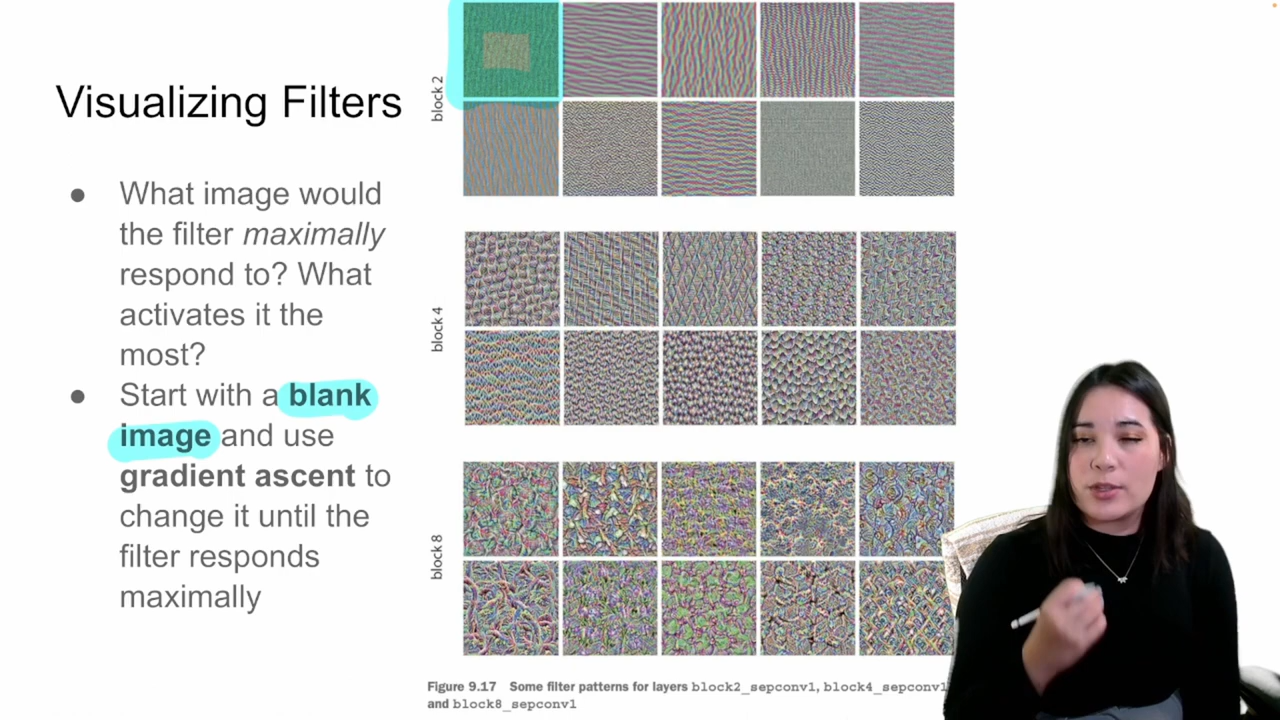 Visualizing Filters
● What image would
the filter maximally
respond to? What
activates it the
most?
● Start with a blank
image and use
gradient ascent to
change it until the
filter responds
maximally
block 2
block 4
block 8
Figure 9.17 Some filter patterns for layers block2_sepconv1, block4_sepconv1
and block8_sepconv1